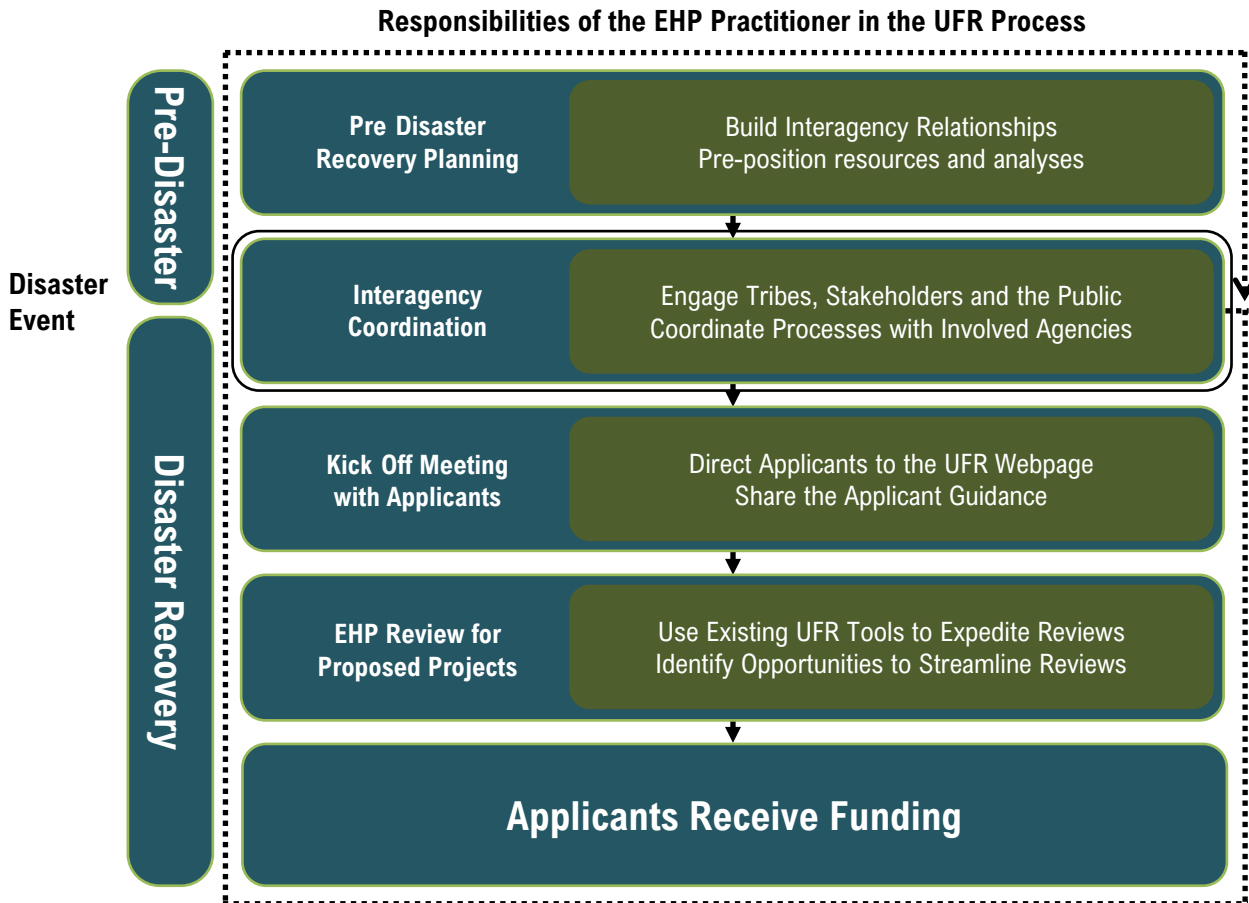 Responsibilities of the EHP Practitioner in the UFR Process
Pre-Disaster
Pre Disaster
Recovery Planning
Build Interagency Relationships
Pre-position resources and analyses
Disaster
Event
Interagency
Coordination
Engage Tribes, Stakeholders and the Public
Coordinate Processes with Involved Agencies
Disaster Recovery
Kick Off Meeting
with Applicants
Direct Applicants to the UFR Webpage
Share the Applicant Guidance
EHP Review for
Proposed Projects
Use Existing UFR Tools to Expedite Reviews
Identify Opportunities to Streamline Reviews
Applicants Receive Funding